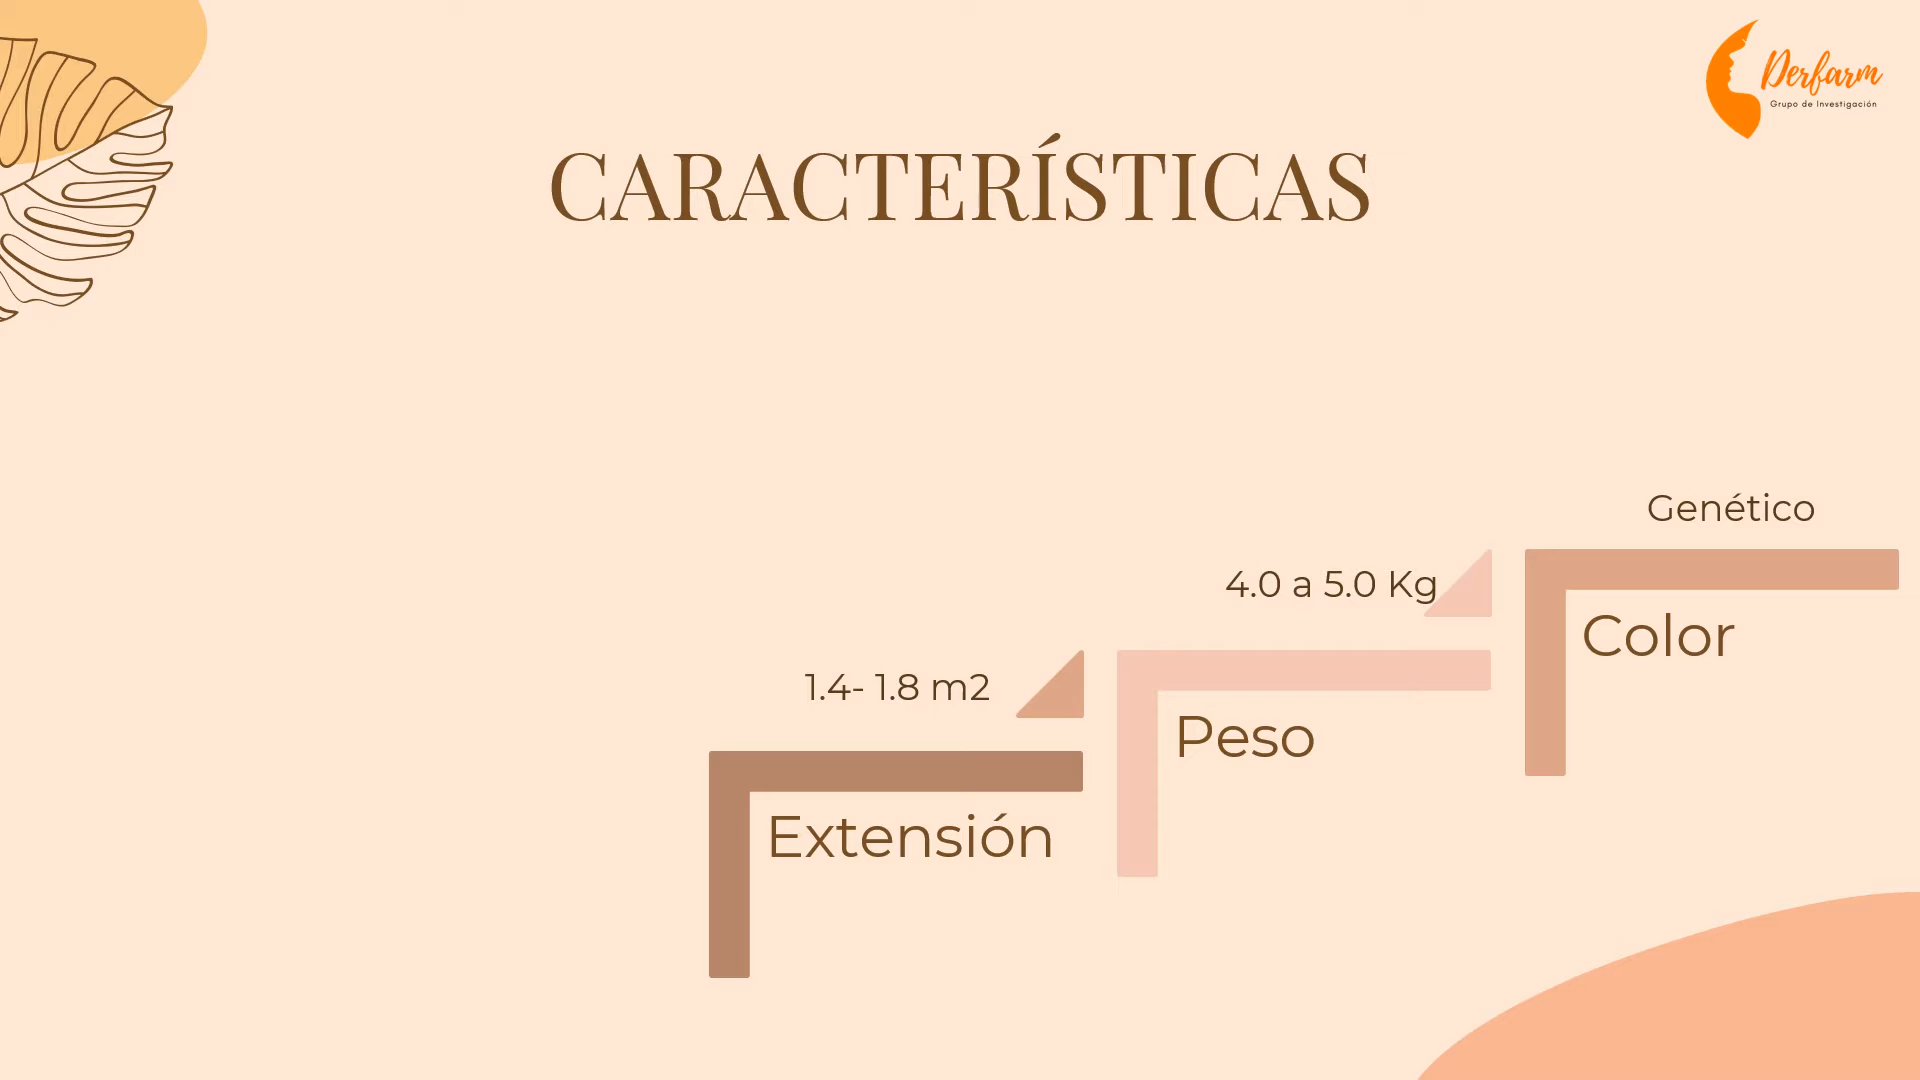 Derfarm
Grupo de Investigación
CARACTERÍSTICAS
1.4- 1.8 m2
Extensión
4.0 a 5.0 Kg
Peso
Genético
Color